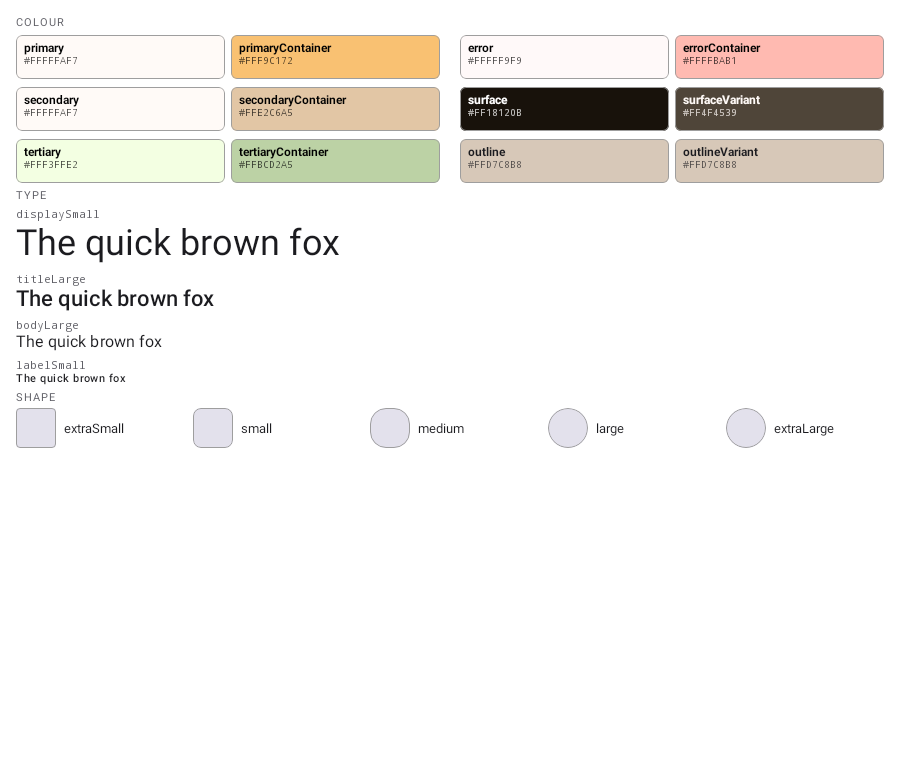 COLOUR
primary
#FFFFFAF7
primaryContainer
#FFF9C172
error
#FFFFF9F9
errorContainer
#FFFFBAB1
secondary
#FFFFFAF7
secondaryContainer
#FFE2C6A5
surface
#FF18120B
surfaceVariant
#FF4F4539
tertiary
#FFF3FFE2
tertiaryContainer
#FFBCD2A5
outline
#FFD7C8B8
outlineVariant
#FFD7C8B8
TYPE
displaySmall
The quick brown fox
titleLarge
The quick brown fox
bodyLarge
The quick brown fox
labelSmall
The quick brown fox
SHAPE
extraSmall
small
medium
large
extraLarge